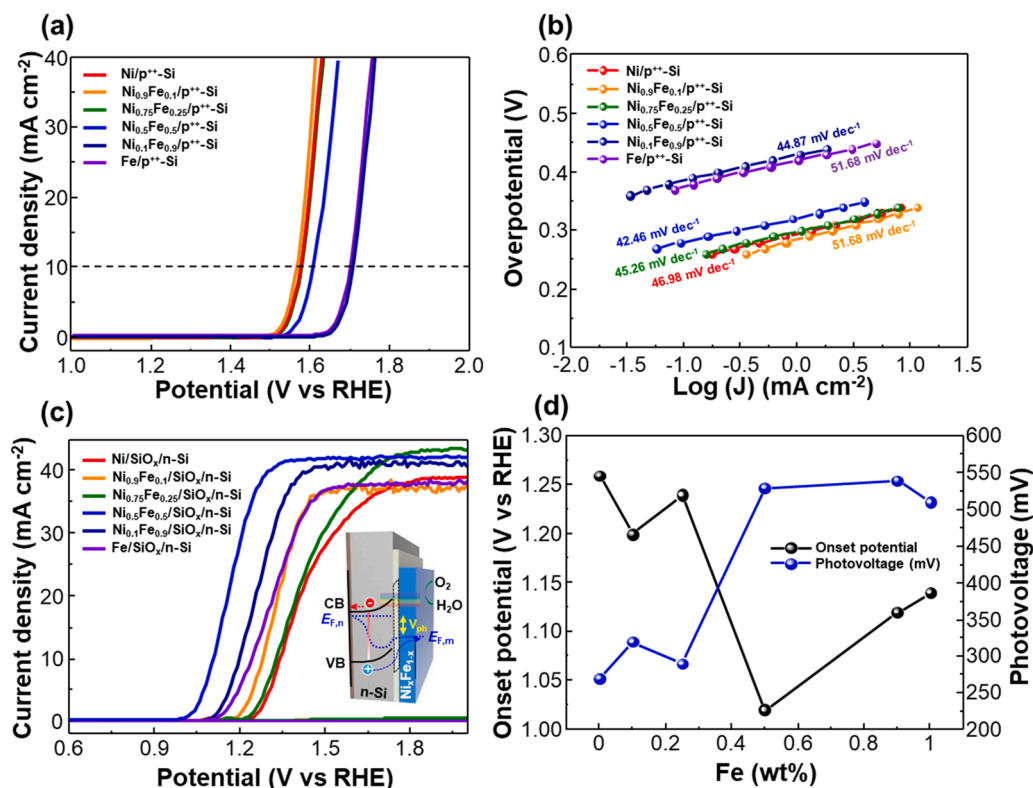 (a)
Current density (mA cm⁻²)
40
30
20
10
0
Ni/p⁺⁺-Si
Ni₀.₉Fe₀.₁/p⁺⁺-Si
Ni₀.₇₅Fe₀.₂₅/p⁺⁺-Si
Ni₀.₅Fe₀.₅/p⁺⁺-Si
Ni₀.₁Fe₀.₉/p⁺⁺-Si
Fe/p⁺⁺-Si
1.0 1.2 1.4 1.6 1.8 2.0
Potential (V vs RHE)
(b)
Overpotential (V)
0.6
0.5
0.4
0.3
0.2
0.1
Ni/p⁺⁺-Si
Ni₀.₉Fe₀.₁/p⁺⁺-Si
Ni₀.₇₅Fe₀.₂₅/p⁺⁺-Si
Ni₀.₅Fe₀.₅/p⁺⁺-Si
Ni₀.₁Fe₀.₉/p⁺⁺-Si
Fe/p⁺⁺-Si
44.87 mV dec⁻¹
51.68 mV dec⁻¹
42.46 mV dec⁻¹
51.68 mV dec⁻¹
45.26 mV dec⁻¹
46.98 mV dec⁻¹
-2.0 -1.5 -1.0 -0.5 0.0 0.5 1.0 1.5
Log (J) (mA cm⁻²)
(c)
Current density (mA cm⁻²)
50
40
30
20
10
0
Ni/SiOₓ/n-Si
Ni₀.₉Fe₀.₁/SiOₓ/n-Si
Ni₀.₇₅Fe₀.₂₅/SiOₓ/n-Si
Ni₀.₅Fe₀.₅/SiOₓ/n-Si
Ni₀.₁Fe₀.₉/SiOₓ/n-Si
Fe/SiOₓ/n-Si
CB
E_F,n
VB
n-Si
V_ph
NiₓFe₁₋ₓ
O₂
H₂O
E_F,m
0.6 0.9 1.2 1.5 1.8
Potential (V vs RHE)
(d)
Onset potential (V vs RHE)
1.30
1.25
1.20
1.15
1.10
1.05
1.00
Onset potential
Photovoltage (mV)
600
550
500
450
400
350
300
250
200
Photovoltage (mV)
0 0.2 0.4 0.6 0.8 1
Fe (wt%)